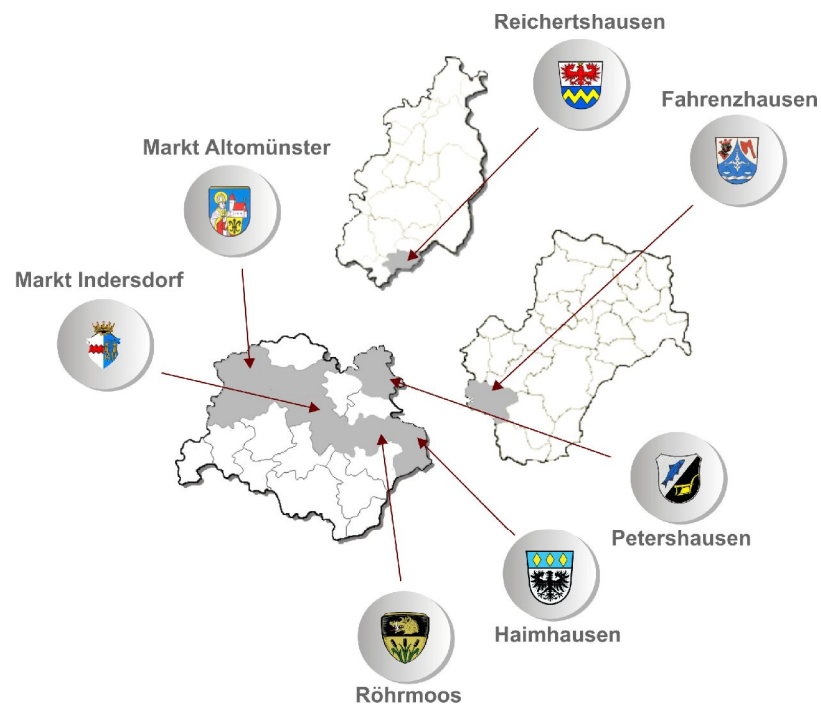 Reichertshausen
Fahrenzhausen
Markt Altomünster
Markt Indersdorf
Petershausen
Haimhausen
Röhrmoos